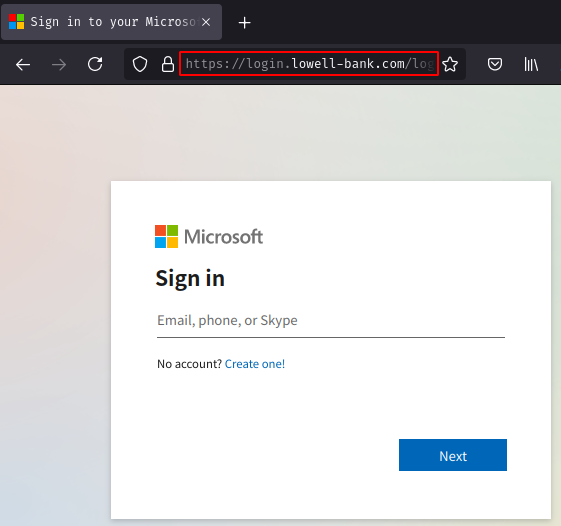 Sign in to your Microso
https://login.lowell-bank.com/log
Microsoft
Sign in
Email, phone, or Skype
No account? Create one!
Next